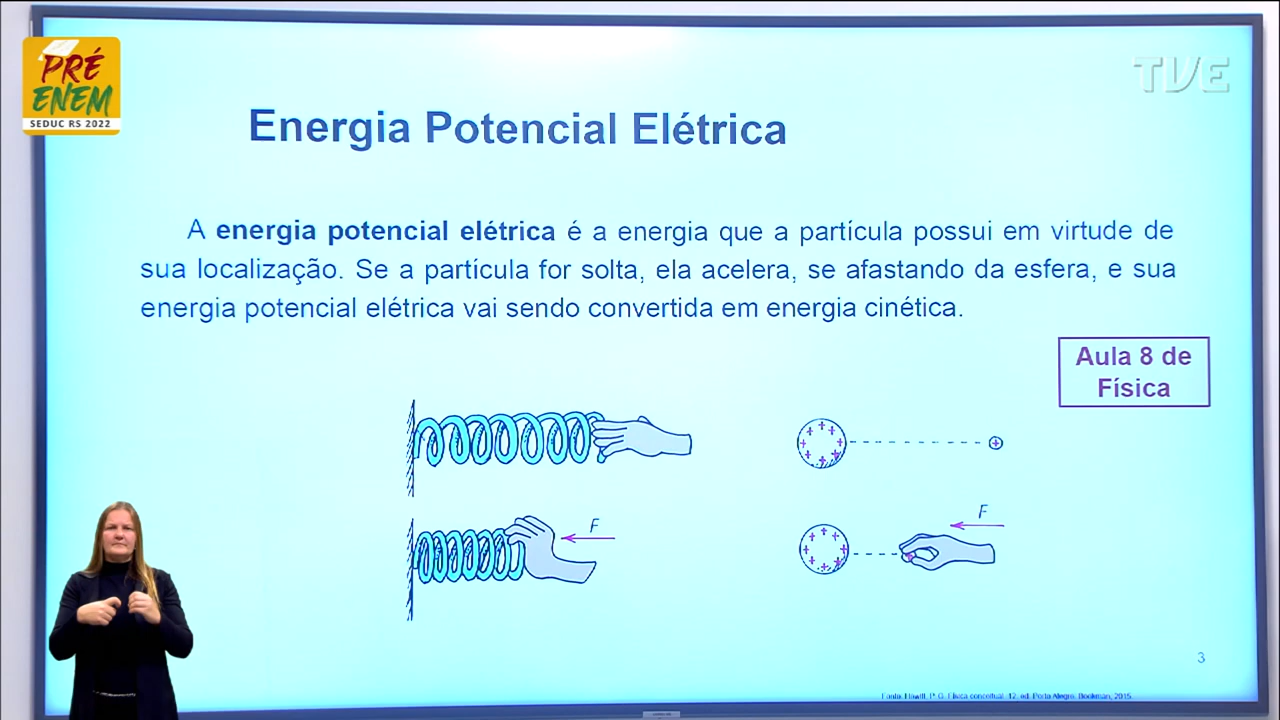 PRÉ
ENEM
SEDUC RS 2022
TVE
Energia Potencial Elétrica
A energia potencial elétrica é a energia que a partícula possui em virtude de
sua localização. Se a partícula for solta, ela acelera, se afastando da esfera, e sua
energia potencial elétrica vai sendo convertida em energia cinética.
Aula 8 de
Física
F
F
3
Fonte: Hewitt, P. G. Física conceitual. 12. ed. Porto Alegre: Bookman, 2015.